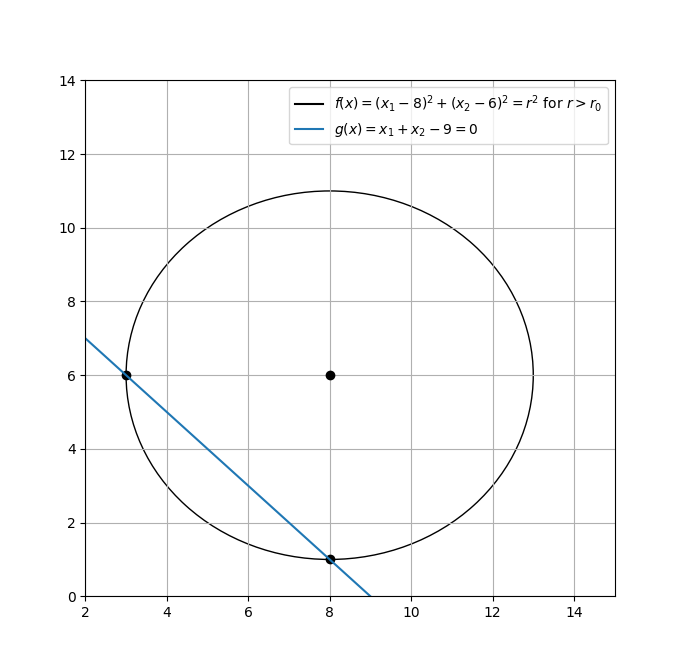 f(x) = (x₁ − 8)² + (x₂ − 6)² = r² for r > r₀
g(x) = x₁ + x₂ − 9 = 0
14
12
10
8
6
4
2
0
2 4 6 8 10 12 14